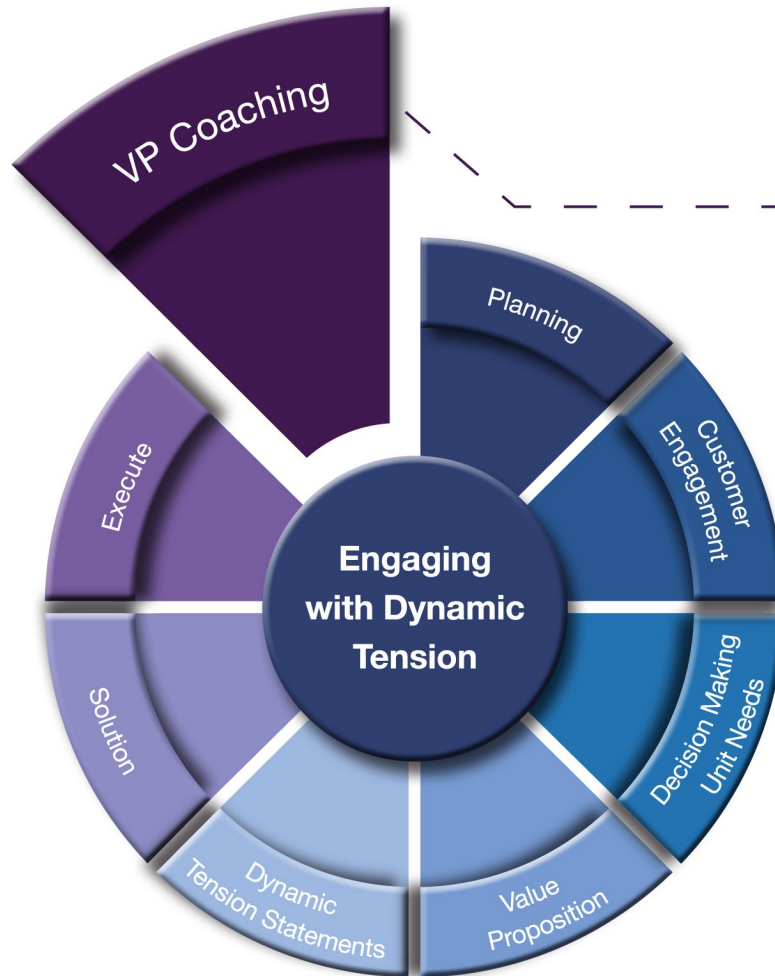 VP Coaching
Planning
Customer
Engagement
Decision Making
Unit Needs
Value
Proposition
Dynamic
Tension Statements
Solution
Execute
Engaging
with Dynamic
Tension